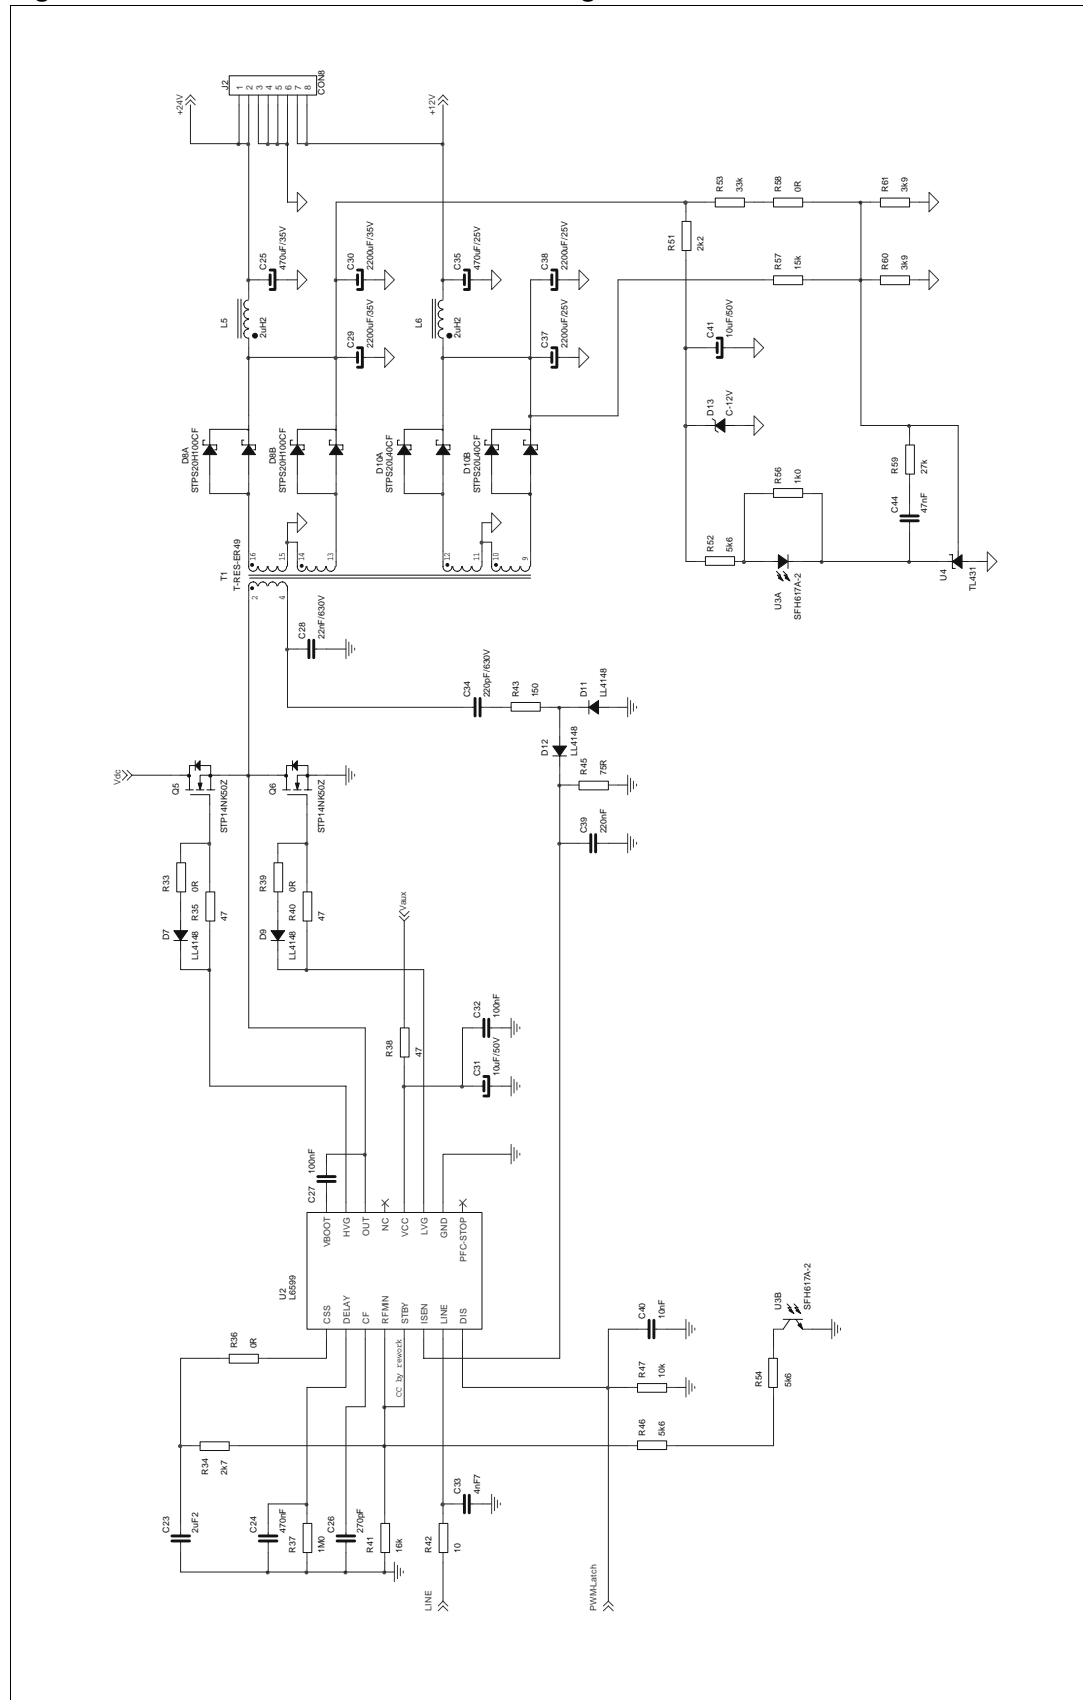 J2
CON8
1
2
3
4
5
6
7
8
+24V
+12V
C25
470uF/35V
C30
2200uF/35V
C35
470uF/25V
C38
2200uF/25V
L5
2uH2
L6
2uH2
C29
2200uF/35V
C37
2200uF/25V
R53
33k
R58
0R
R61
3k9
R51
2k2
R57
15k
R60
3k9
C41
10uF/50V
D13
C-12V
D8A
STPS20H100CF
D8B
STPS20H100CF
D10A
STPS20L40CF
D10B
STPS20L40CF
R56
1k0
R59
27k
C44
47nF
R52
5k6
U3A
SFH617A-2
U4
TL431
T1
T-RES-ER49
16
15
14
13
12
11
10
9
2
4
C28
22nF/630V
C34
220pF/630V
R43
150
D11
LL4148
D12
LL4148
R45
75R
C39
220nF
Vdc
Q5
STP14NK50Z
Q6
STP14NK50Z
R33
0R
R35
47
D7
LL4148
R39
0R
R40
47
D9
LL4148
Vaux
R38
47
C32
100nF
C31
10uF/50V
C27
100nF
VBOOT
HVG
OUT
NC
VCC
LVG
GND
PFC-STOP
U2
L6599
CSS
DELAY
CF
RFMIN
STBY
ISEN
LINE
DIS
CC by rework
R36
0R
R34
2k7
C23
2uF2
C24
470nF
R37
1M0
C26
270pF
R41
16k
R42
10
C33
4nF7
LINE
PWM-Latch
C40
10nF
R47
10k
R46
5k6
R54
5k6
U3B
SFH617A-2